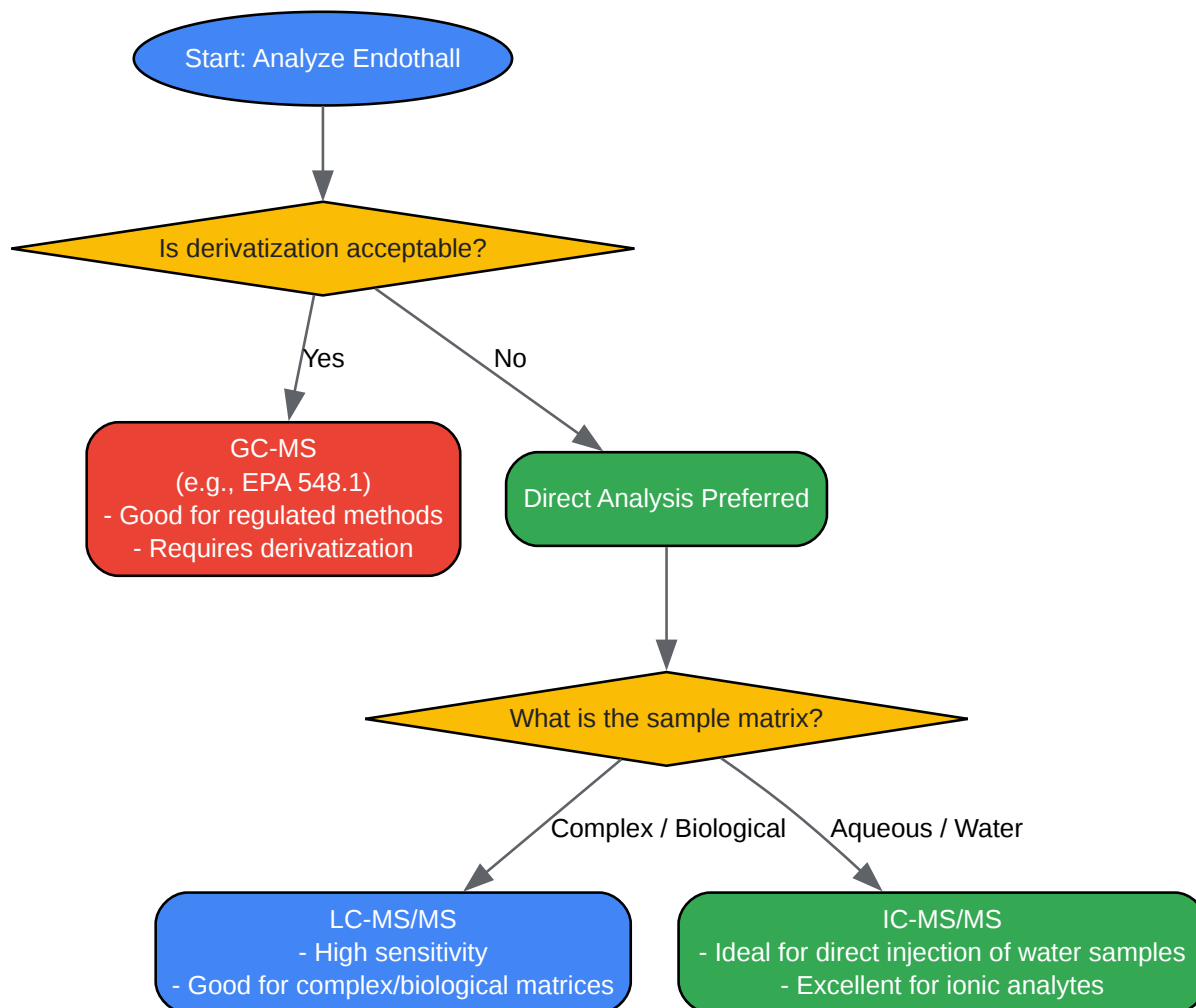 Start: Analyze Endothall
Is derivatization acceptable?
Yes
No
GC-MS
(e.g., EPA 548.1)
- Good for regulated methods
- Requires derivatization
Direct Analysis Preferred
What is the sample matrix?
Complex / Biological
Aqueous / Water
LC-MS/MS
- High sensitivity
- Good for complex/biological matrices
IC-MS/MS
- Ideal for direct injection of water samples
- Excellent for ionic analytes